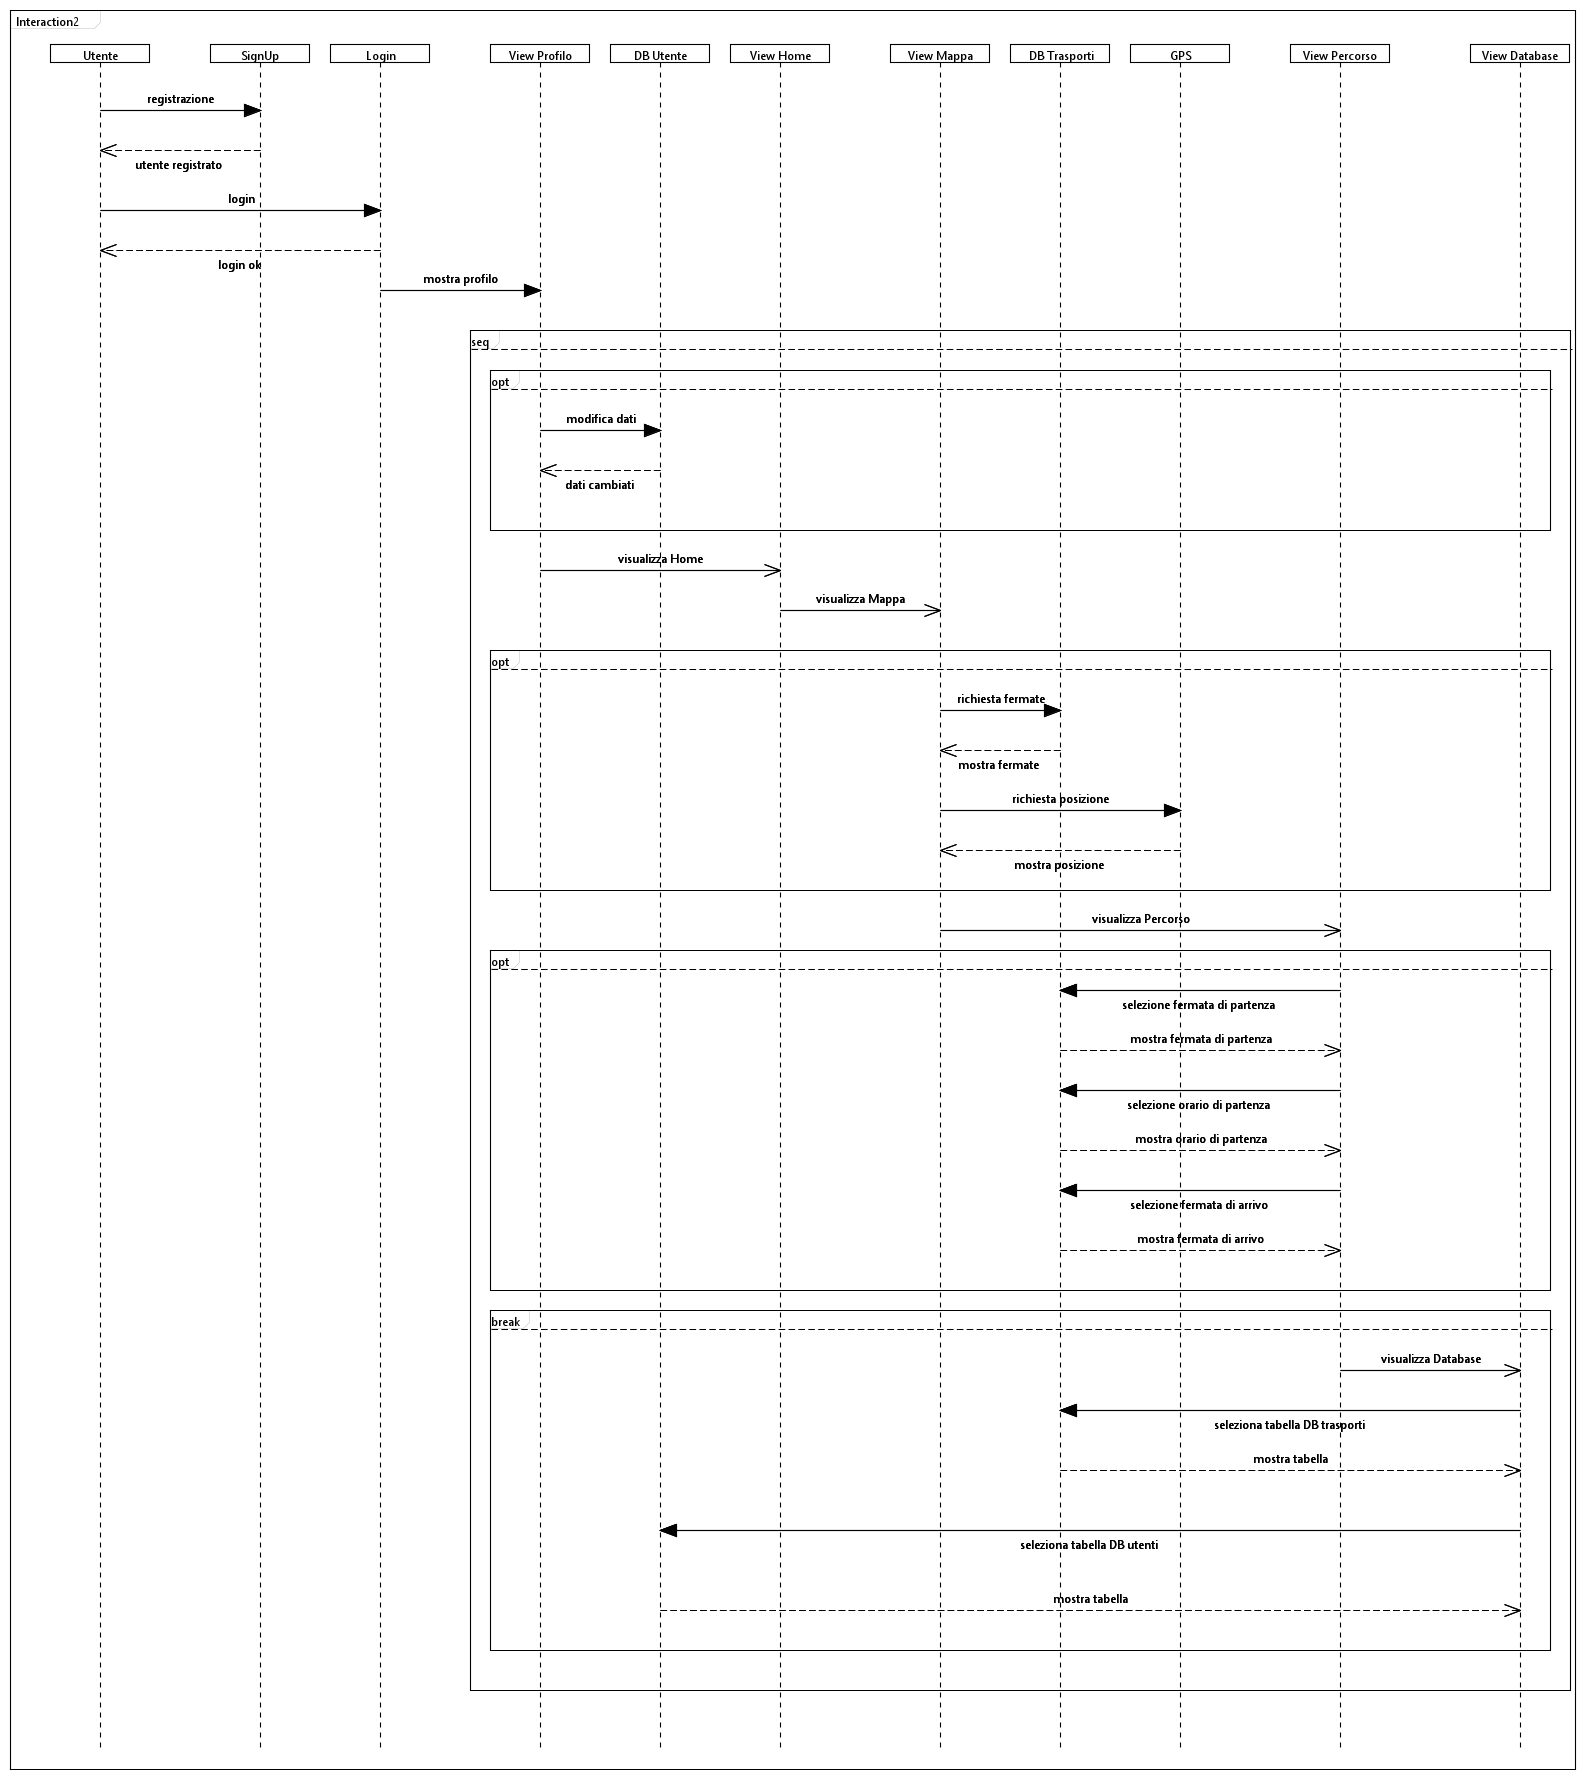 Interaction2
Utente
SignUp
Login
View Profilo
DB Utente
View Home
View Mappa
DB Trasporti
GPS
View Percorso
View Database
registrazione
utente registrato
login
login ok
mostra profilo
seq
opt
modifica dati
dati cambiati
visualizza Home
visualizza Mappa
opt
richiesta fermate
mostra fermate
richiesta posizione
mostra posizione
visualizza Percorso
opt
selezione fermata di partenza
mostra fermata di partenza
selezione orario di partenza
mostra orario di partenza
selezione fermata di arrivo
mostra fermata di arrivo
break
visualizza Database
seleziona tabella DB trasporti
mostra tabella
seleziona tabella DB utenti
mostra tabella